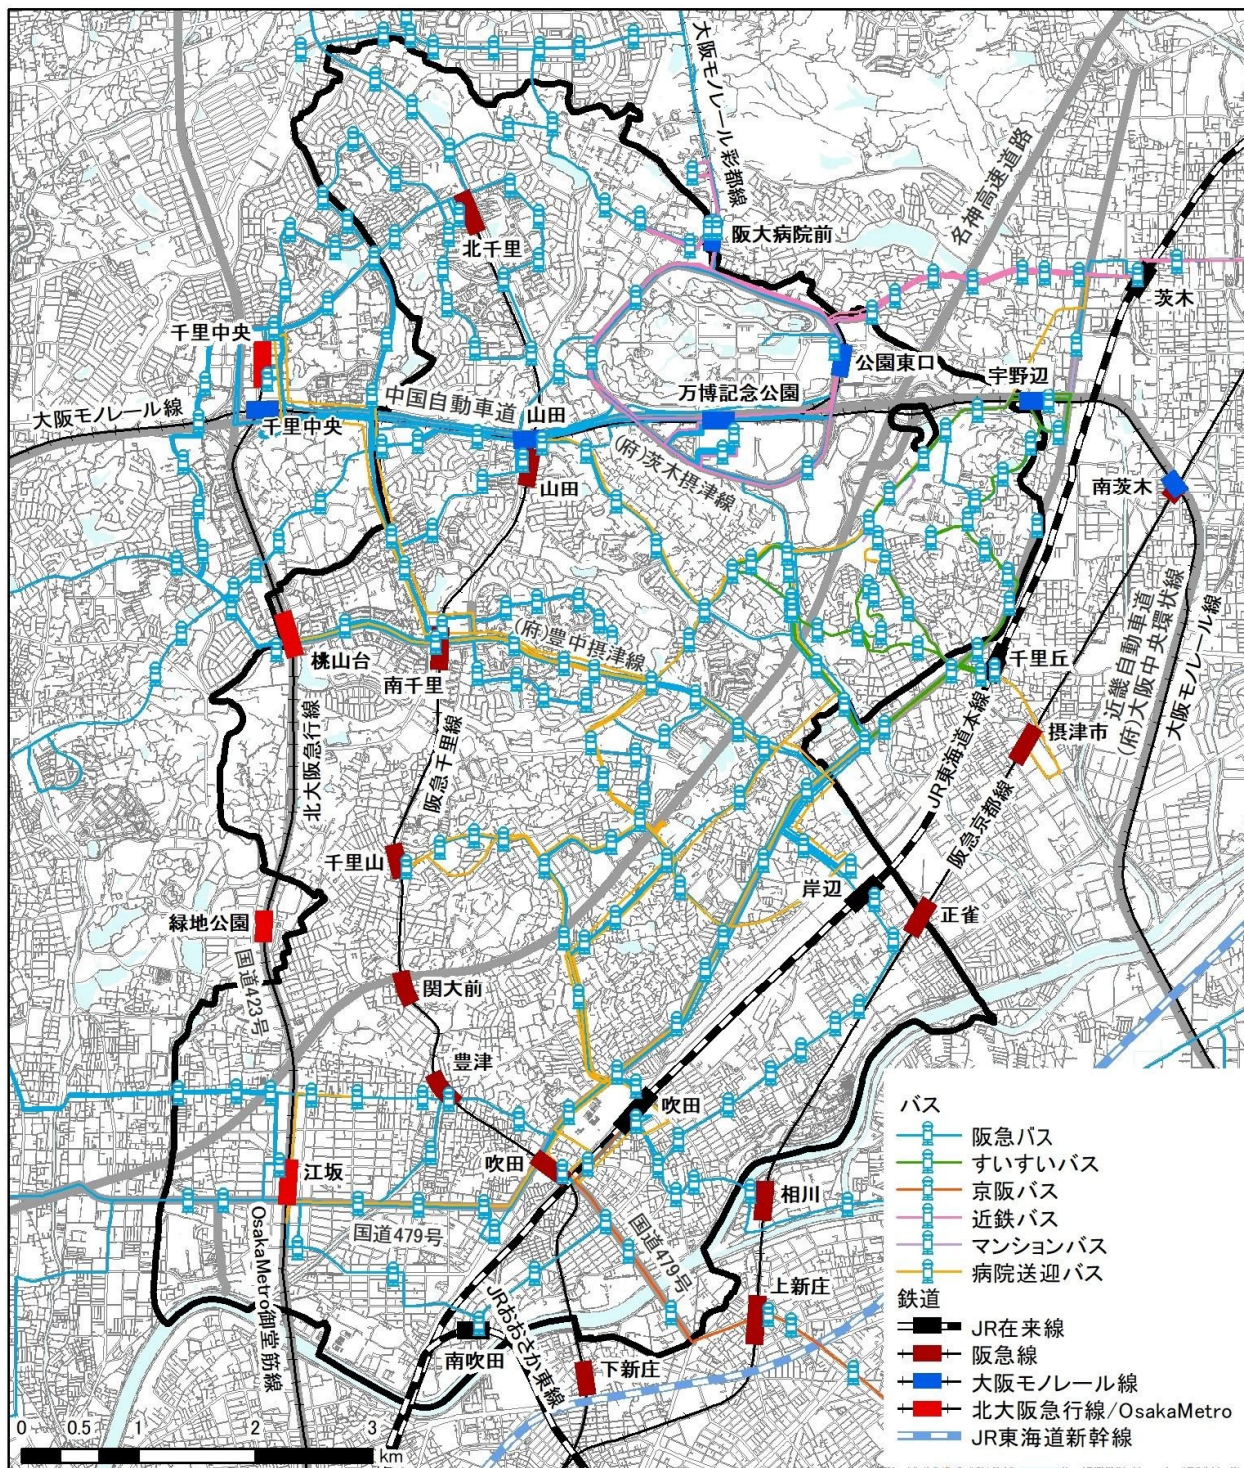 大阪モノレール彩都線
名神高速道路
北千里
阪大病院前
茨木
千里中央
公園東口
宇野辺
万博記念公園
中国自動車道
山田
大阪モノレール線
千里中央
(府)茨木摂津線
山田
南茨木
(府)豊中摂津線
桃山台
南千里
千里丘
近畿自動車道
(府)大阪中央環状線
大阪モノレール線
摂津市
北大阪急行線
阪急千里線
JR東海道本線
阪急京都線
千里山
岸辺
緑地公園
正雀
国道423号
関大前
豊津
吹田
吹田
江坂
相川
国道479号
国道479号
OsakaMetro御堂筋線
JRおおさか東線
上新庄
南吹田
下新庄
バス
阪急バス
すいすいバス
京阪バス
近鉄バス
マンションバス
病院送迎バス
鉄道
JR在来線
阪急線
大阪モノレール線
北大阪急行線/OsakaMetro
JR東海道新幹線
0 0.5 1 2 3
km